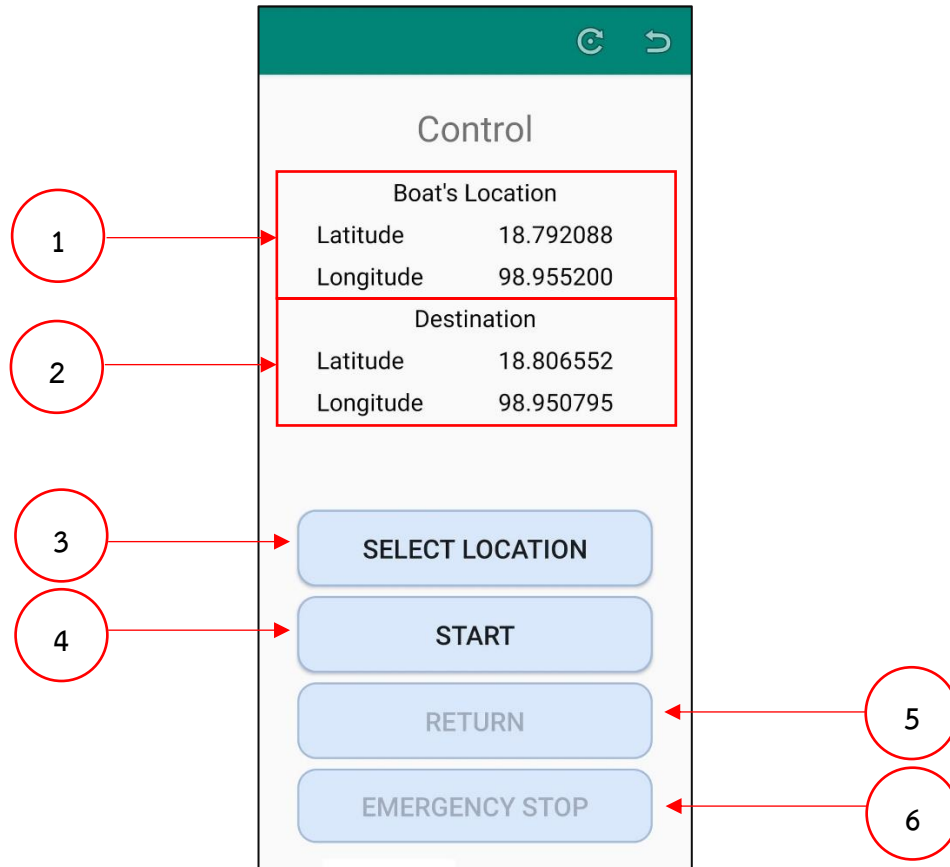 Control
Boat's Location
1
Latitude 18.792088
Longitude 98.955200
Destination
2
Latitude 18.806552
Longitude 98.950795
3
SELECT LOCATION
4
START
RETURN
5
EMERGENCY STOP
6